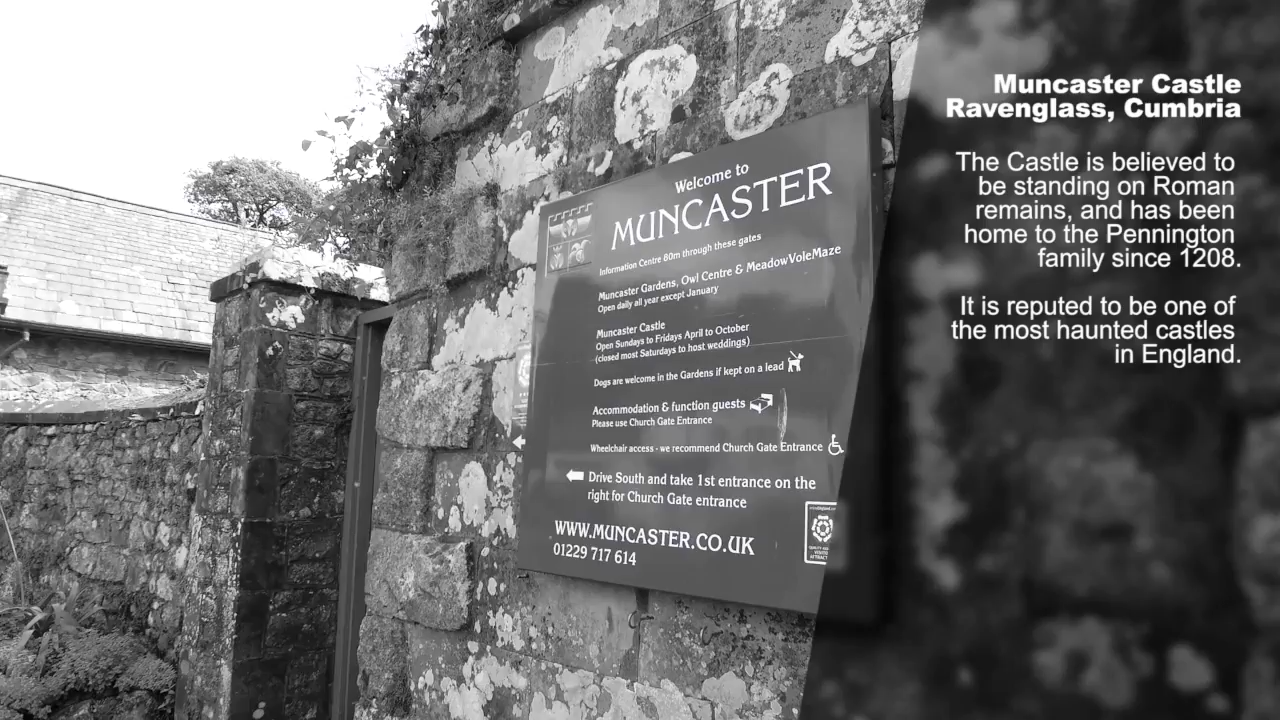 Welcome to
MUNCASTER
Information Centre 80m through these gates
Muncaster Gardens, Owl Centre & MeadowVoleMaze
Open daily all year except January
Muncaster Castle
Open Sundays to Fridays April to October
(closed most Saturdays to host weddings)
Dogs are welcome in the Gardens if kept on a lead
Accommodation & function guests
Please use Church Gate Entrance
Wheelchair access - we recommend Church Gate Entrance
Drive South and take 1st entrance on the
right for Church Gate entrance
WWW.MUNCASTER.CO.UK
01229 717 614
Muncaster Castle
Ravenglass, Cumbria
The Castle is believed to
be standing on Roman
remains, and has been
home to the Pennington
family since 1208.
It is reputed to be one of
the most haunted castles
in England.